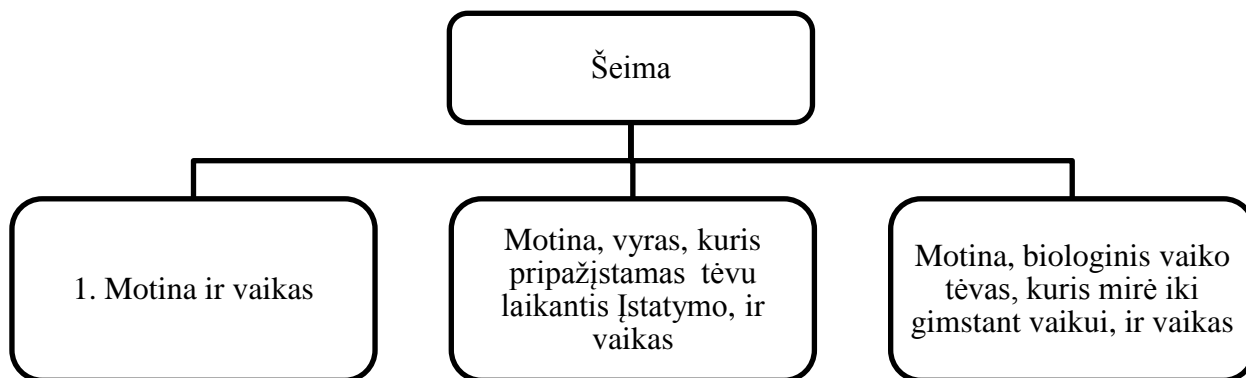 Šeima
1. Motina ir vaikas
Motina, vyras, kuris
pripažįstamas tėvu
laikantis Įstatymo, ir
vaikas
Motina, biologinis vaiko
tėvas, kuris mirė iki
gimstant vaikui, ir vaikas